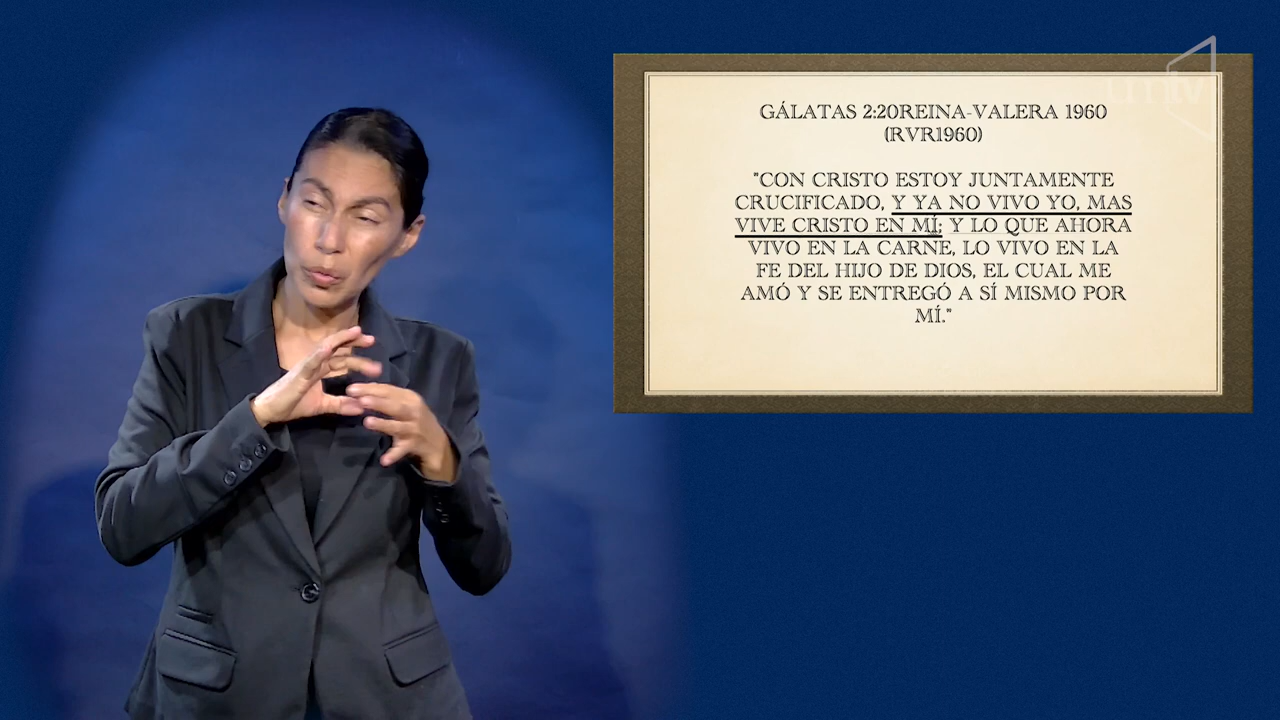 GÁLATAS 2:20REINA-VALERA 1960
(RVR1960)
"CON CRISTO ESTOY JUNTAMENTE
CRUCIFICADO, Y YA NO VIVO YO, MAS
VIVE CRISTO EN MÍ; Y LO QUE AHORA
VIVO EN LA CARNE, LO VIVO EN LA
FE DEL HIJO DE DIOS, EL CUAL ME
AMÓ Y SE ENTREGÓ A SÍ MISMO POR
MÍ."